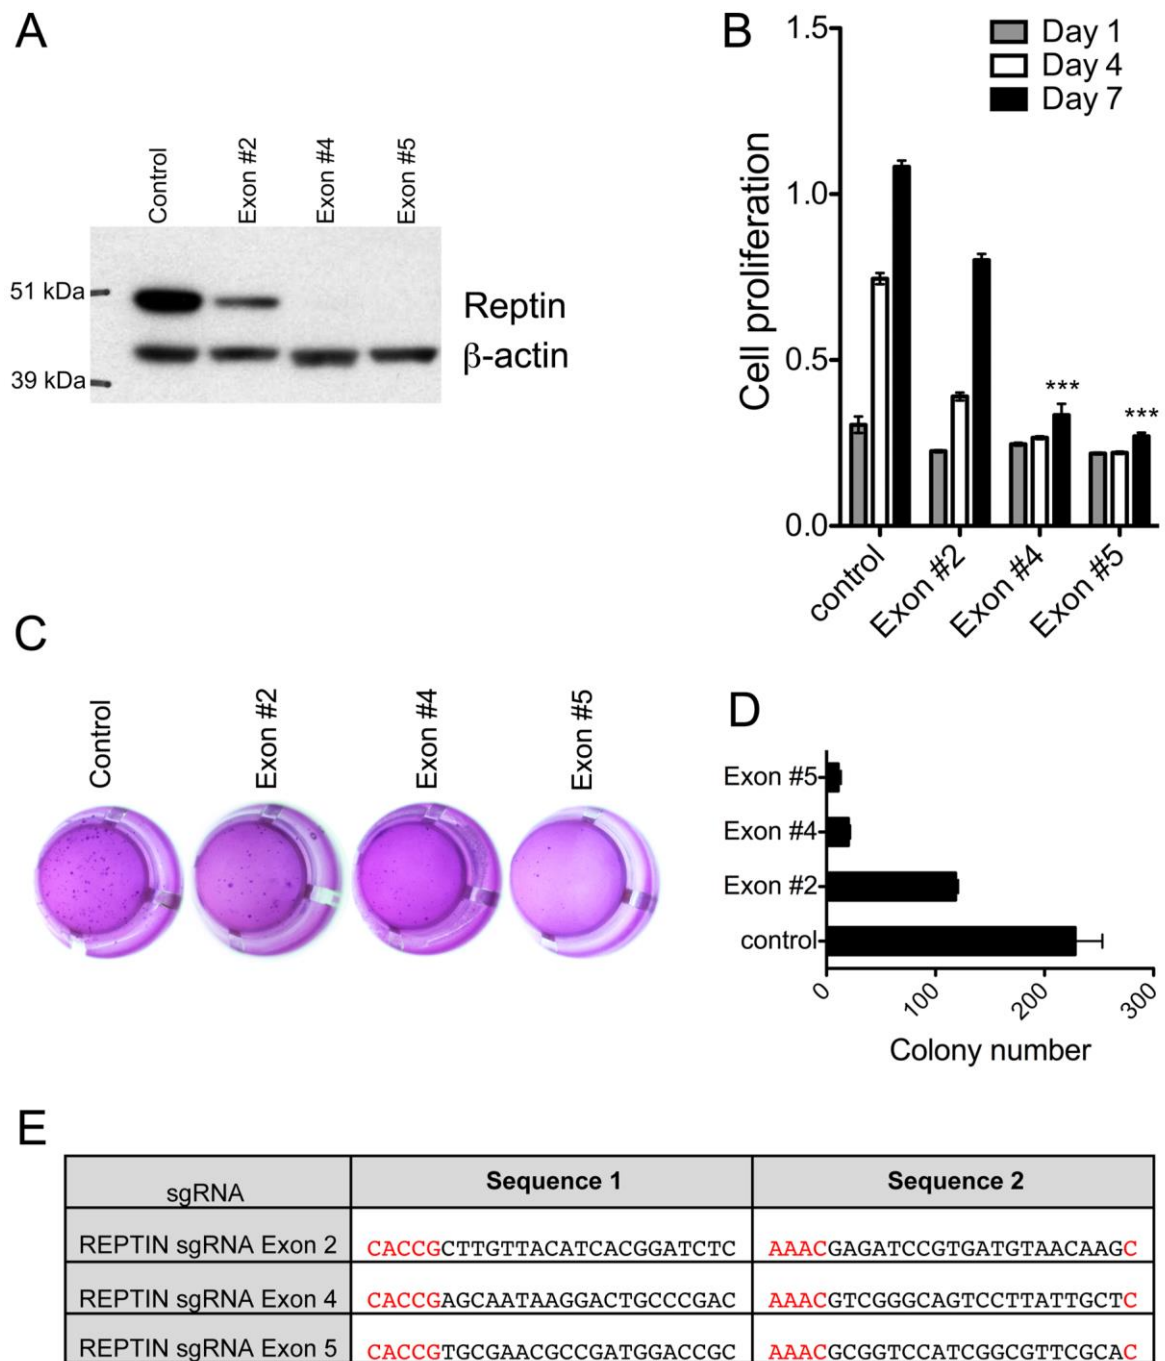 A
Control
Exon #2
Exon #4
Exon #5
51 kDa
39 kDa
Reptin
β-actin
B
Day 1
Day 4
Day 7
Cell proliferation
1.5
1.0
0.5
0.0
***
***
control
Exon #2
Exon #4
Exon #5
C
Control
Exon #2
Exon #4
Exon #5
D
Exon #5
Exon #4
Exon #2
control
0
100
200
300
Colony number
E
sgRNA Sequence 1 Sequence 2
REPTIN sgRNA Exon 2 CACCGCTTGTTACATCACGGATCTC AAACGAGATCCGTGATGTAACAAGC
REPTIN sgRNA Exon 4 CACCGAGCAATAAGGACTGCCCGAC AAACGTCGGGCAGTCCTTATTGCTC
REPTIN sgRNA Exon 5 CACCGTGCGAACGCCGATGGACCGC AAACGCGGTCCATCGGCGTTCGCAC